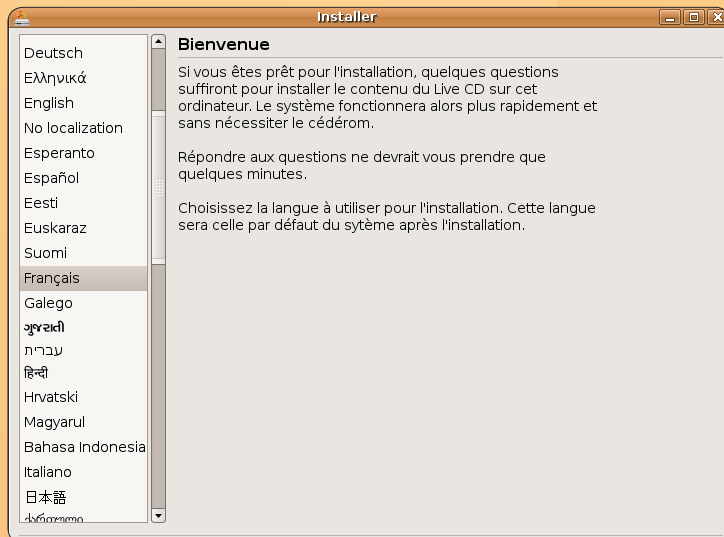 Installer
Deutsch
Ελληνικά
English
No localization
Esperanto
Español
Eesti
Euskaraz
Suomi
Français
Galego
ગુજરાતી
עברית
हिन्दी
Hrvatski
Magyarul
Bahasa Indonesia
Italiano
日本語
ქართული
Bienvenue
Si vous êtes prêt pour l'installation, quelques questions
suffiront pour installer le contenu du Live CD sur cet
ordinateur. Le système fonctionnera alors plus rapidement et
sans nécessiter le cédérom.
Répondre aux questions ne devrait vous prendre que
quelques minutes.
Choisissez la langue à utiliser pour l'installation. Cette langue
sera celle par défaut du sytème après l'installation.